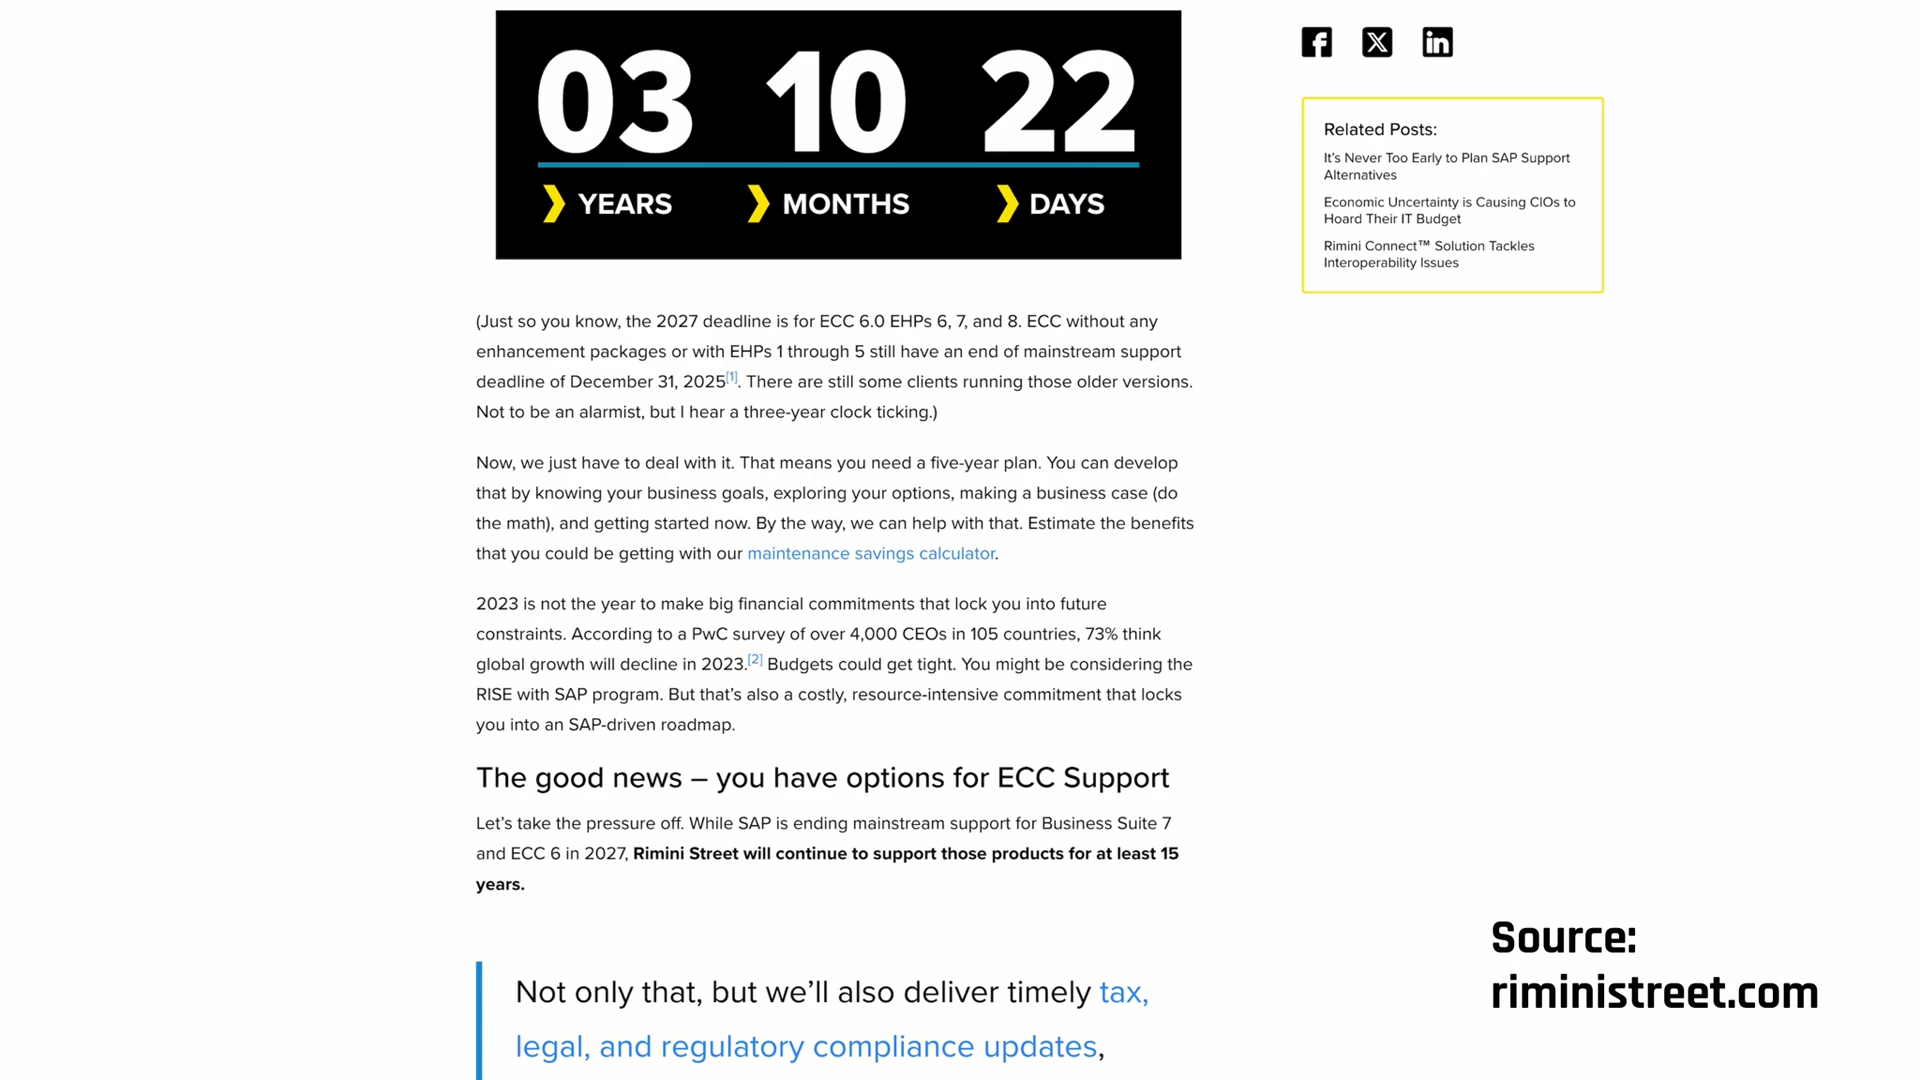 03 10 22
YEARS MONTHS DAYS
(Just so you know, the 2027 deadline is for ECC 6.0 EHPs 6, 7, and 8. ECC without any
enhancement packages or with EHPs 1 through 5 still have an end of mainstream support
deadline of December 31, 2025[1]. There are still some clients running those older versions.
Not to be an alarmist, but I hear a three-year clock ticking.)
Now, we just have to deal with it. That means you need a five-year plan. You can develop
that by knowing your business goals, exploring your options, making a business case (do
the math), and getting started now. By the way, we can help with that. Estimate the benefits
that you could be getting with our maintenance savings calculator.
2023 is not the year to make big financial commitments that lock you into future
constraints. According to a PwC survey of over 4,000 CEOs in 105 countries, 73% think
global growth will decline in 2023.[2] Budgets could get tight. You might be considering the
RISE with SAP program. But that’s also a costly, resource-intensive commitment that locks
you into an SAP-driven roadmap.
The good news – you have options for ECC Support
Let’s take the pressure off. While SAP is ending mainstream support for Business Suite 7
and ECC 6 in 2027, Rimini Street will continue to support those products for at least 15
years.
Not only that, but we’ll also deliver timely tax,
legal, and regulatory compliance updates,
Related Posts:
It’s Never Too Early to Plan SAP Support
Alternatives
Economic Uncertainty is Causing CIOs to
Hoard Their IT Budget
Rimini Connect™ Solution Tackles
Interoperability Issues
Source:
riministreet.com